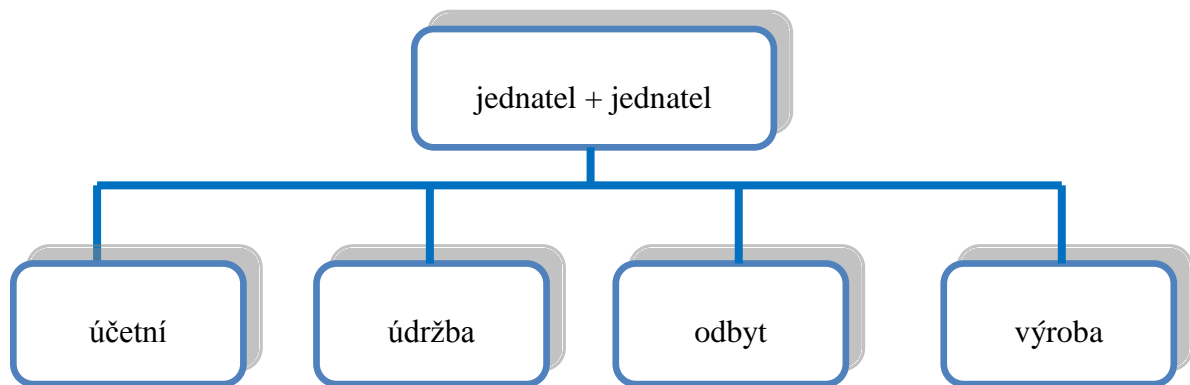 jednatel + jednatel
účetní
údržba
odbyt
výroba